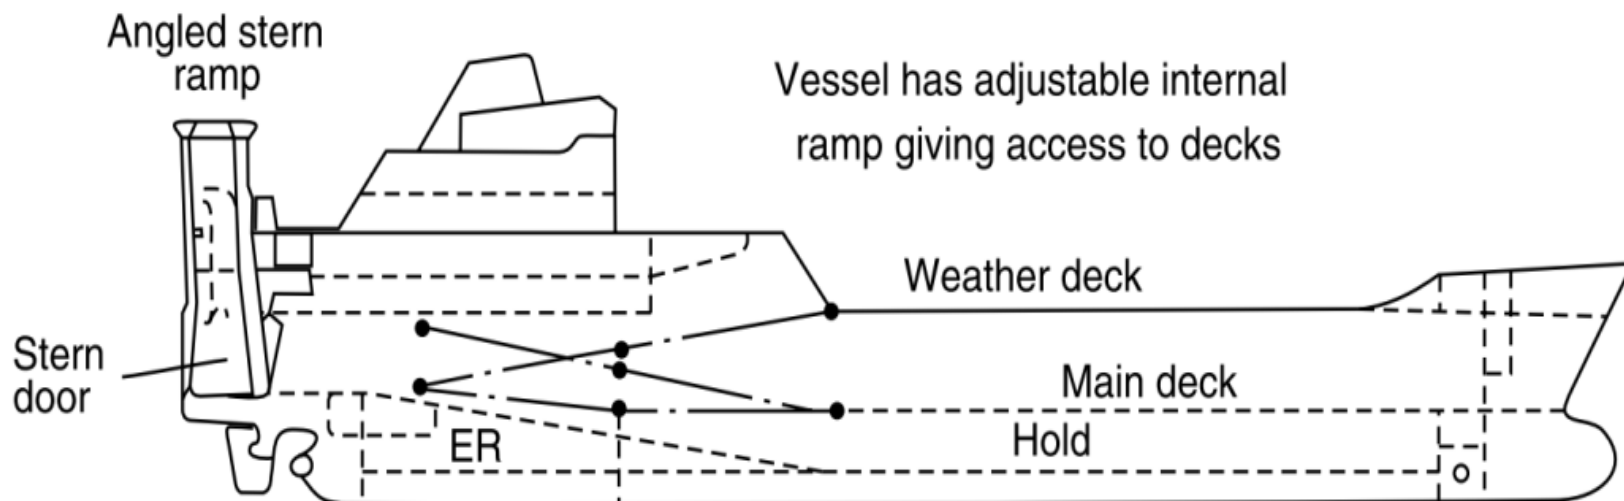 Angled stern
ramp
Vessel has adjustable internal
ramp giving access to decks
Weather deck
Stern
door
Main deck
ER
Hold